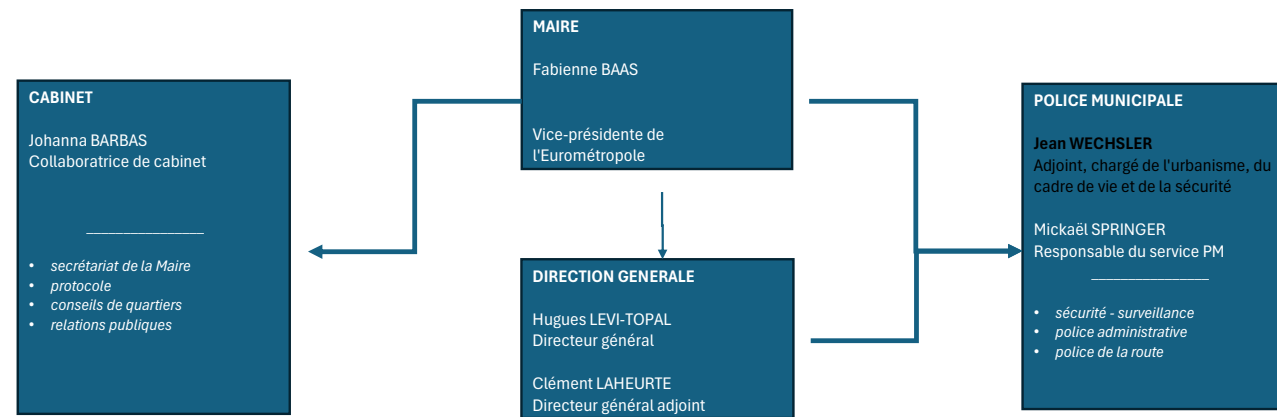 MAIRE
Fabienne BAAS
Vice-présidente de
l'Eurométropole
CABINET
Johanna BARBAS
Collaboratrice de cabinet
• secrétariat de la Maire
• protocole
• conseils de quartiers
• relations publiques
DIRECTION GENERALE
Hugues LEVI-TOPAL
Directeur général
Clément LAHEURTE
Directeur général adjoint
POLICE MUNICIPALE
Jean WECHSLER
Adjoint, chargé de l'urbanisme, du
cadre de vie et de la sécurité
Mickaël SPRINGER
Responsable du service PM
• sécurité - surveillance
• police administrative
• police de la route